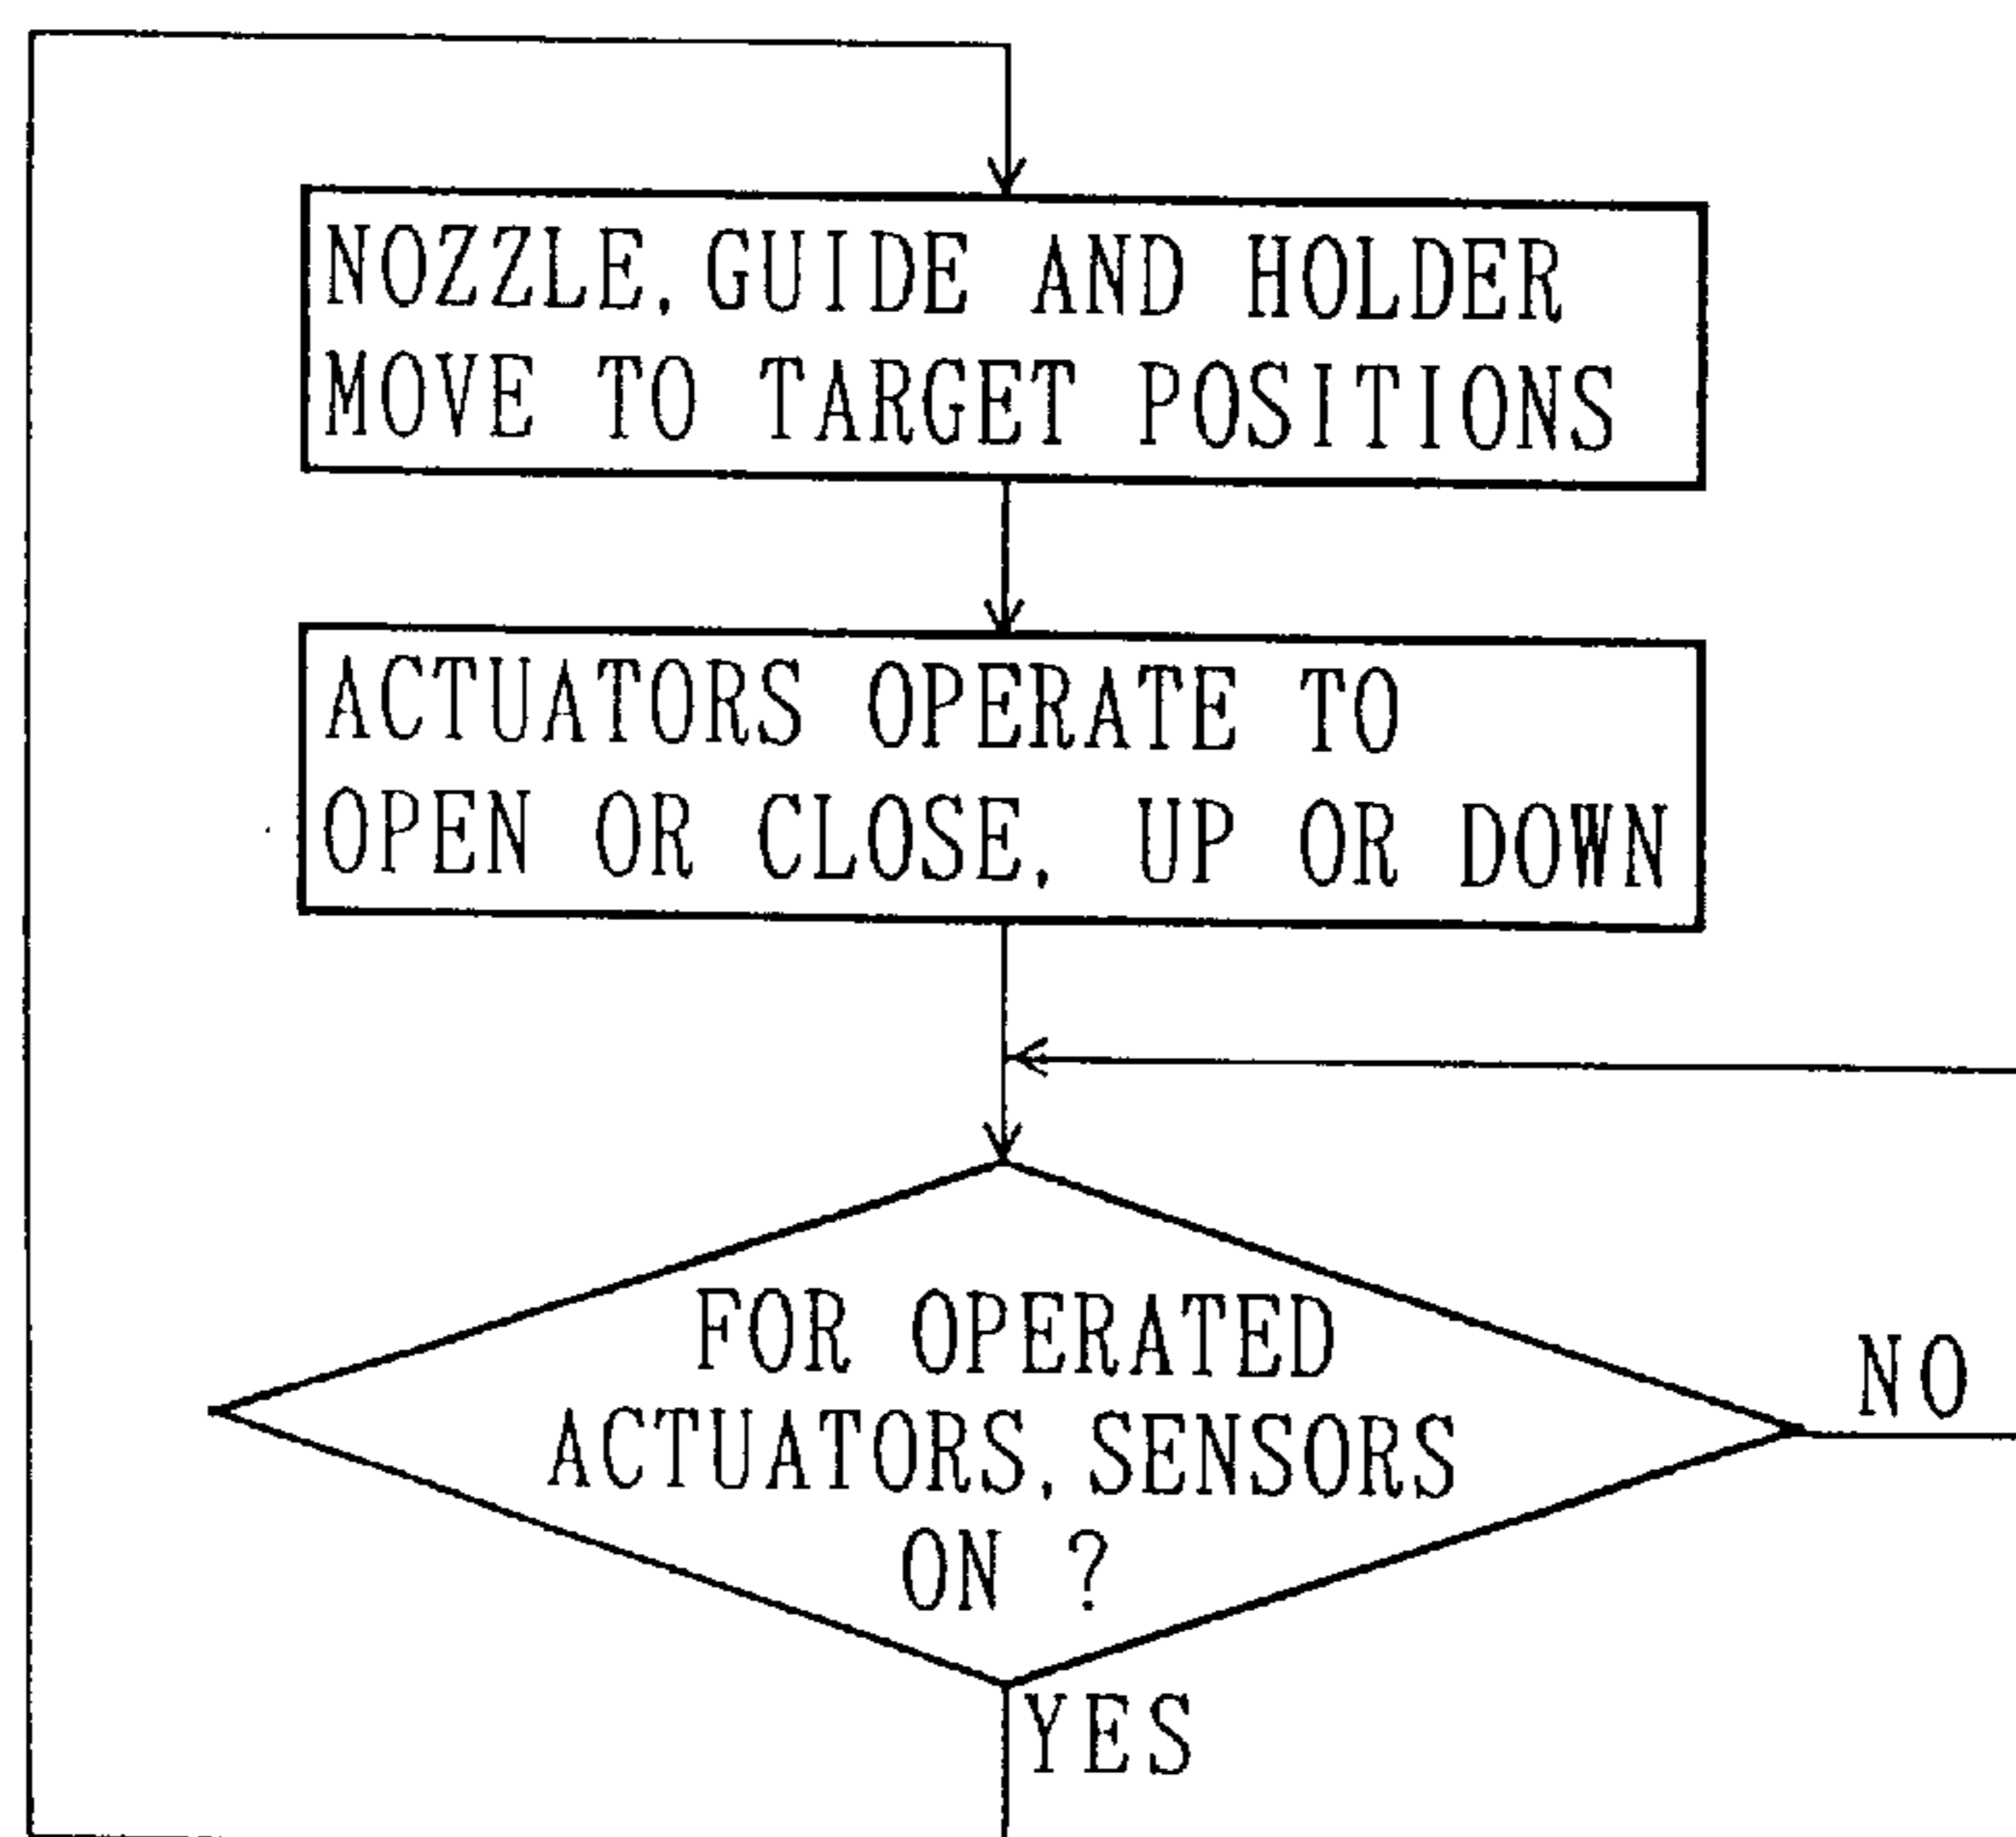 NOZZLE, GUIDE AND HOLDER
MOVE TO TARGET POSITIONS
ACTUATORS OPERATE TO
OPEN OR CLOSE, UP OR DOWN
FOR OPERATED
ACTUATORS, SENSORS
ON ?
NO
YES